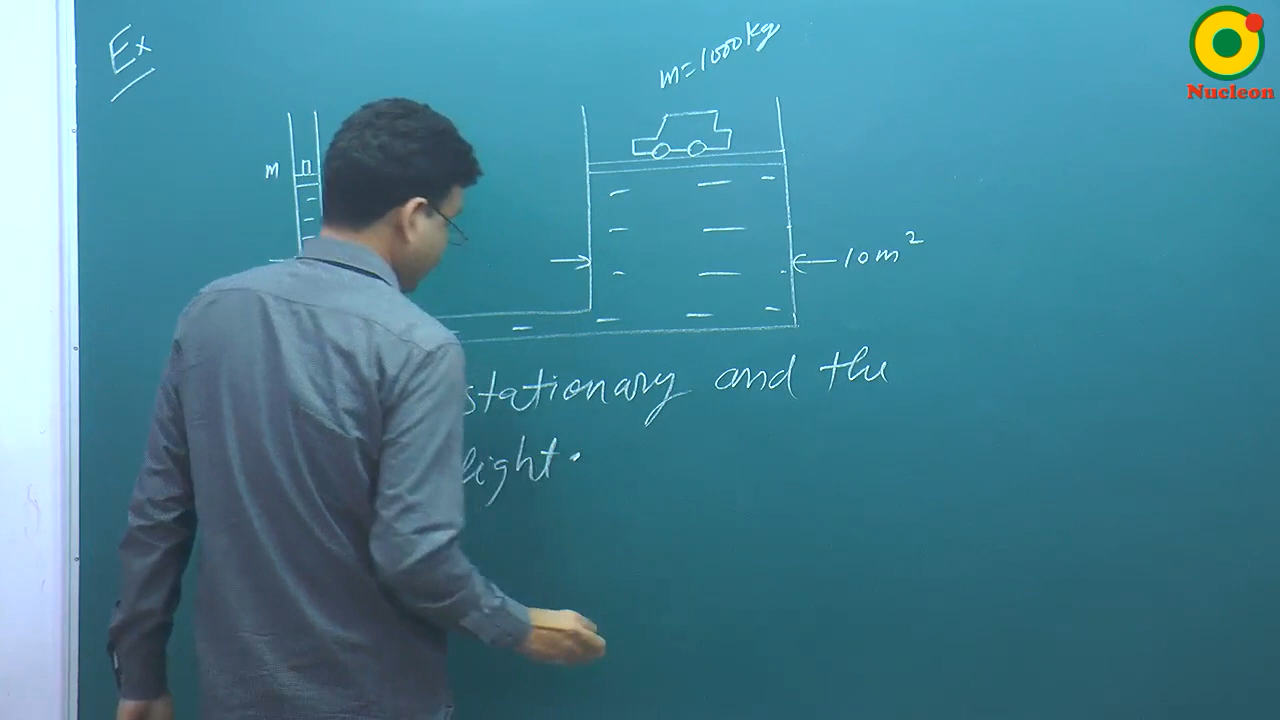 Ex
m=1000kg
m
10m²
stationary and the
light.
Nucleon